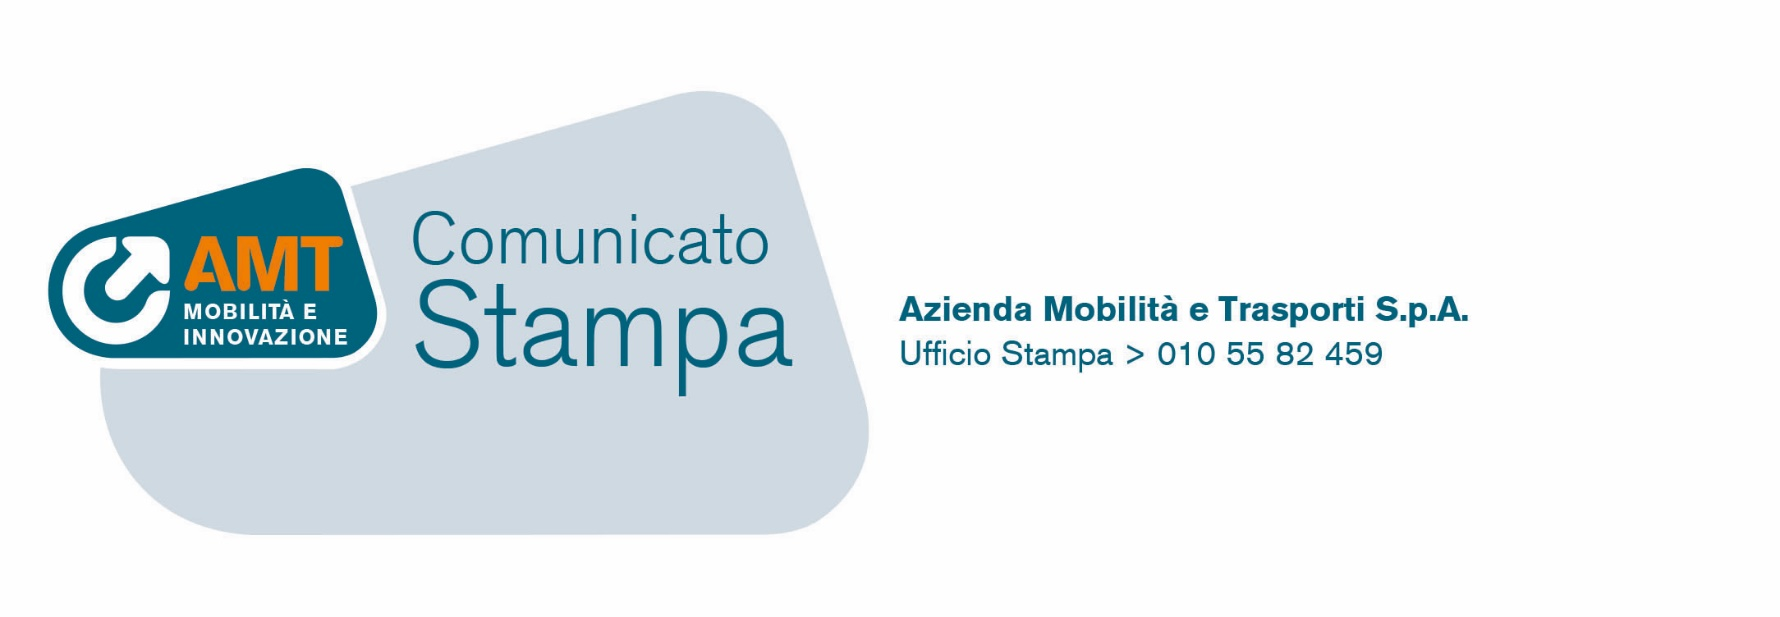 AMT
MOBILITÀ E
INNOVAZIONE
Comunicato
Stampa
Azienda Mobilità e Trasporti S.p.A.
Ufficio Stampa > 010 55 82 459